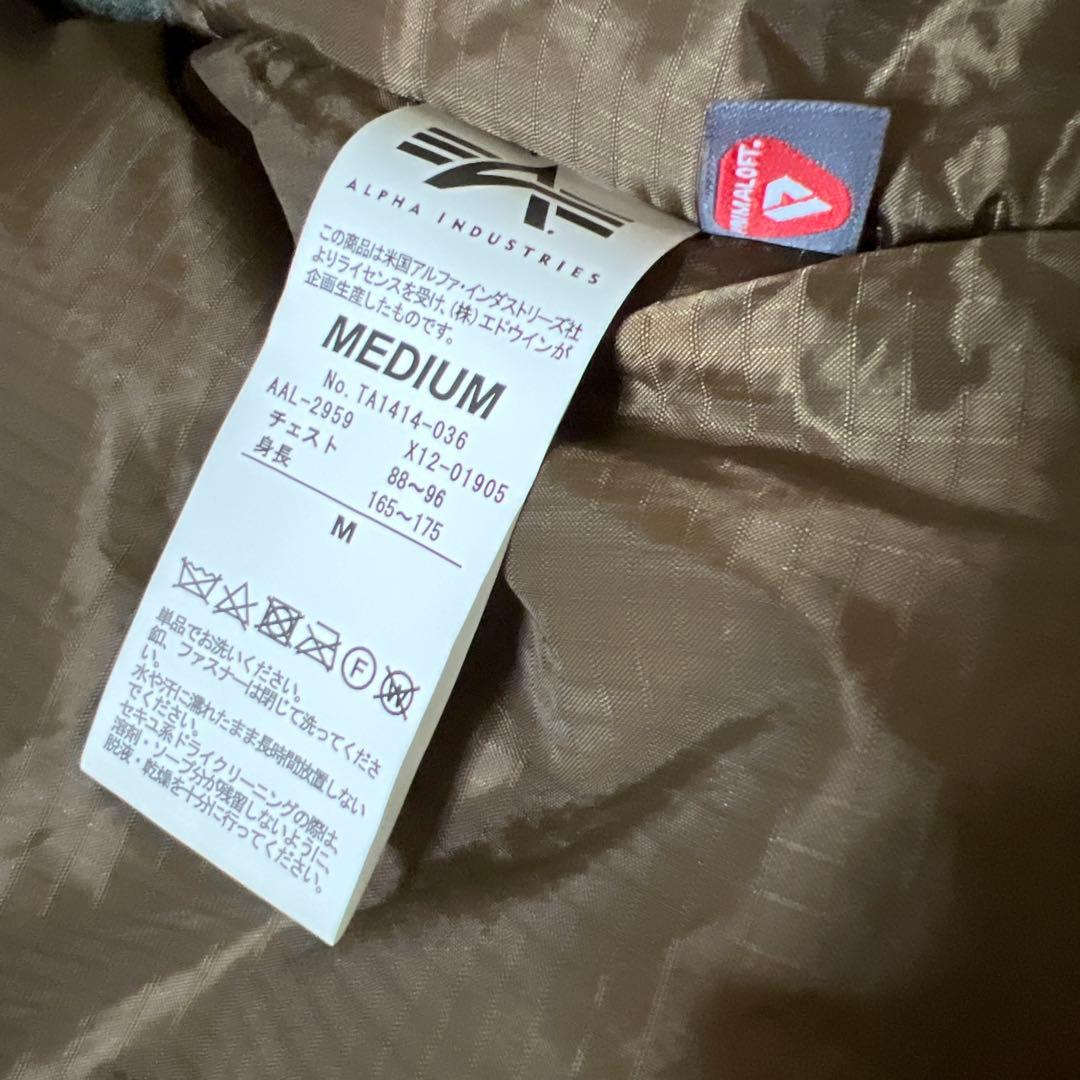 ALPHA INDUSTRIES
この商品は米国アルファ・インダストリーズ社
よりライセンスを受け、(株)エドウインが
企画生産したものです。
MEDIUM
No. TA1414-036
AAL-2959 X12-01905
チェスト 88〜96
身長 165〜175
M
F
W
単品でお洗いください。
釦、ファスナーは閉じて洗ってくださ
い。
水や汗に濡れたまま長時間放置しない
でください。
セキユ系ドライクリーニングの際は、
溶剤・ソープ分が残留しないように、
脱液・乾燥を十分に行ってください。
PRIMALOFT.